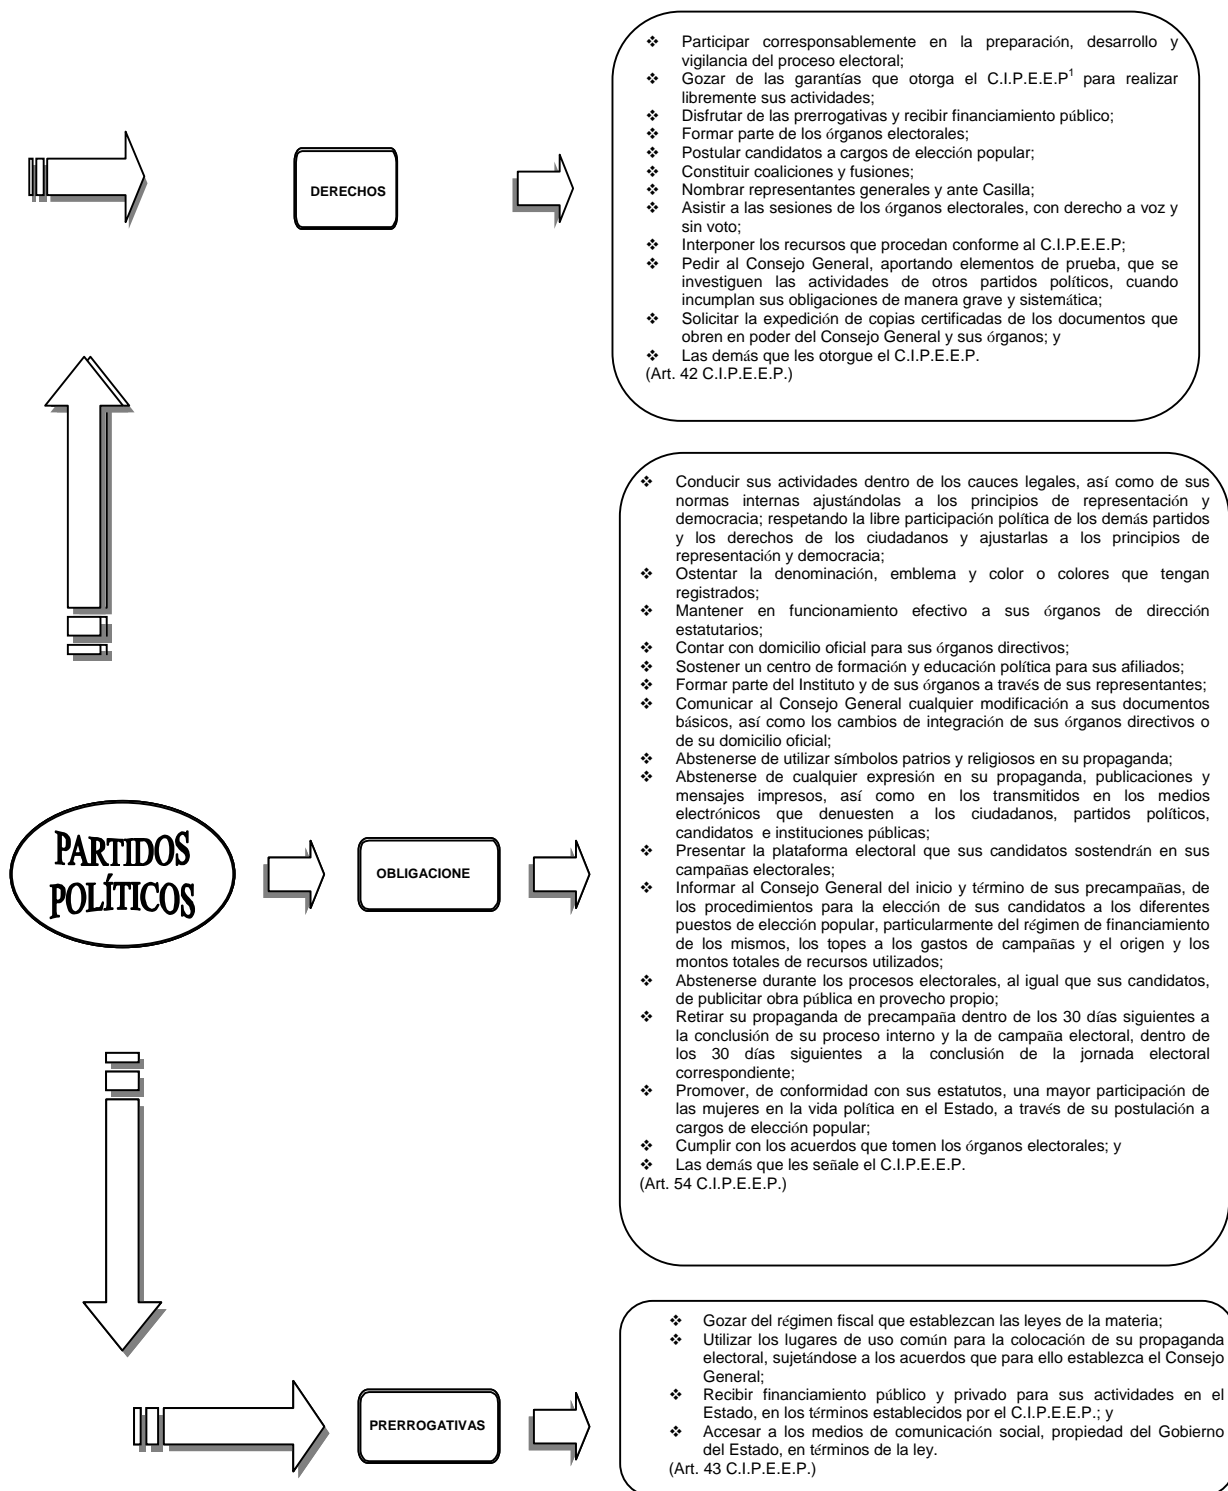 ❖ Participar corresponsablemente en la preparación, desarrollo y
vigilancia del proceso electoral;
❖ Gozar de las garantías que otorga el C.I.P.E.E.P¹ para realizar
libremente sus actividades;
❖ Disfrutar de las prerrogativas y recibir financiamiento público;
❖ Formar parte de los órganos electorales;
❖ Postular candidatos a cargos de elección popular;
❖ Constituir coaliciones y fusiones;
❖ Nombrar representantes generales y ante Casilla;
❖ Asistir a las sesiones de los órganos electorales, con derecho a voz y
sin voto;
❖ Interponer los recursos que procedan conforme al C.I.P.E.E.P;
❖ Pedir al Consejo General, aportando elementos de prueba, que se
investiguen las actividades de otros partidos políticos, cuando
incumplan sus obligaciones de manera grave y sistemática;
❖ Solicitar la expedición de copias certificadas de los documentos que
obren en poder del Consejo General y sus órganos; y
❖ Las demás que les otorgue el C.I.P.E.E.P.
(Art. 42 C.I.P.E.E.P.)
DERECHOS
❖ Conducir sus actividades dentro de los cauces legales, así como de sus
normas internas ajustándolas a los principios de representación y
democracia; respetando la libre participación política de los demás partidos
y los derechos de los ciudadanos y ajustarlas a los principios de
representación y democracia;
❖ Ostentar la denominación, emblema y color o colores que tengan
registrados;
❖ Mantener en funcionamiento efectivo a sus órganos de dirección
estatutarios;
❖ Contar con domicilio oficial para sus órganos directivos;
❖ Sostener un centro de formación y educación política para sus afiliados;
❖ Formar parte del Instituto y de sus órganos a través de sus representantes;
❖ Comunicar al Consejo General cualquier modificación a sus documentos
básicos, así como los cambios de integración de sus órganos directivos o
de su domicilio oficial;
❖ Abstenerse de utilizar símbolos patrios y religiosos en su propaganda;
❖ Abstenerse de cualquier expresión en su propaganda, publicaciones y
mensajes impresos, así como en los transmitidos en los medios
electrónicos que denuesten a los ciudadanos, partidos políticos,
candidatos e instituciones públicas;
❖ Presentar la plataforma electoral que sus candidatos sostendrán en sus
campañas electorales;
❖ Informar al Consejo General del inicio y término de sus precampañas, de
los procedimientos para la elección de sus candidatos a los diferentes
puestos de elección popular, particularmente del régimen de financiamiento
de los mismos, los topes a los gastos de campañas y el origen y los
montos totales de recursos utilizados;
❖ Abstenerse durante los procesos electorales, al igual que sus candidatos,
de publicitar obra pública en provecho propio;
❖ Retirar su propaganda de precampaña dentro de los 30 días siguientes a
la conclusión de su proceso interno y la de campaña electoral, dentro de
los 30 días siguientes a la conclusión de la jornada electoral
correspondiente;
❖ Promover, de conformidad con sus estatutos, una mayor participación de
las mujeres en la vida política en el Estado, a través de su postulación a
cargos de elección popular;
❖ Cumplir con los acuerdos que tomen los órganos electorales; y
❖ Las demás que les señale el C.I.P.E.E.P.
(Art. 54 C.I.P.E.E.P.)
PARTIDOS
POLÍTICOS
OBLIGACIONE
❖ Gozar del régimen fiscal que establezcan las leyes de la materia;
❖ Utilizar los lugares de uso común para la colocación de su propaganda
electoral, sujetándose a los acuerdos que para ello establezca el Consejo
General;
❖ Recibir financiamiento público y privado para sus actividades en el
Estado, en los términos establecidos por el C.I.P.E.E.P.; y
❖ Accesar a los medios de comunicación social, propiedad del Gobierno
del Estado, en términos de la ley.
(Art. 43 C.I.P.E.E.P.)
PRERROGATIVAS